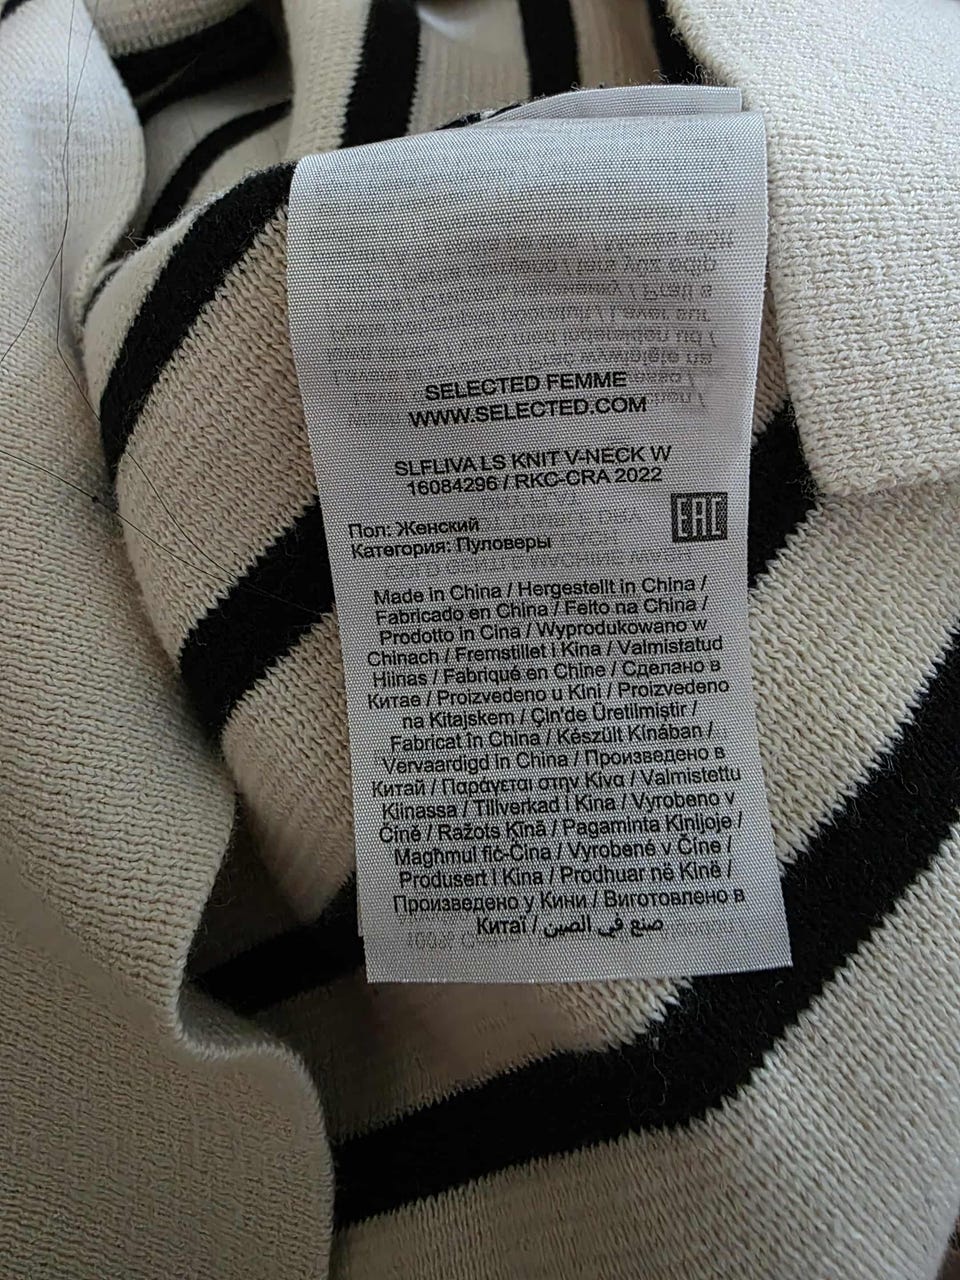 SELECTED FEMME
WWW.SELECTED.COM
SLFLIVA LS KNIT V-NECK W
16084296 / RKC-CRA 2022
EAC
Пол: Женский
Категория: Пуловеры
Made in China / Hergestellt in China /
Fabricado en China / Feito na China /
Prodotto in Cina / Wyprodukowano w
Chinach / Fremstillet i Kina / Valmistatud
Hiinas / Fabriqué en Chine / Сделано в
Китае / Proizvedeno u Kini / Proizvedeno
na Kitajskem / Çin'de Üretilmiştir /
Fabricat în China / Készült Kínában /
Vervaardigd in China / Произведено в
Китай / Παράγεται στην Κίνα / Valmistettu
Kiinassa / Tillverkad i Kina / Vyrobeno v
Číně / Ražots Ķīnā / Pagaminta Kinijoje /
Magħmul fiċ-Ċina / Vyrobené v Číne /
Produsert i Kina / Prodhuar në Kinë /
Произведено у Кини / Виготовлено в
Китаї / صنع في الصين